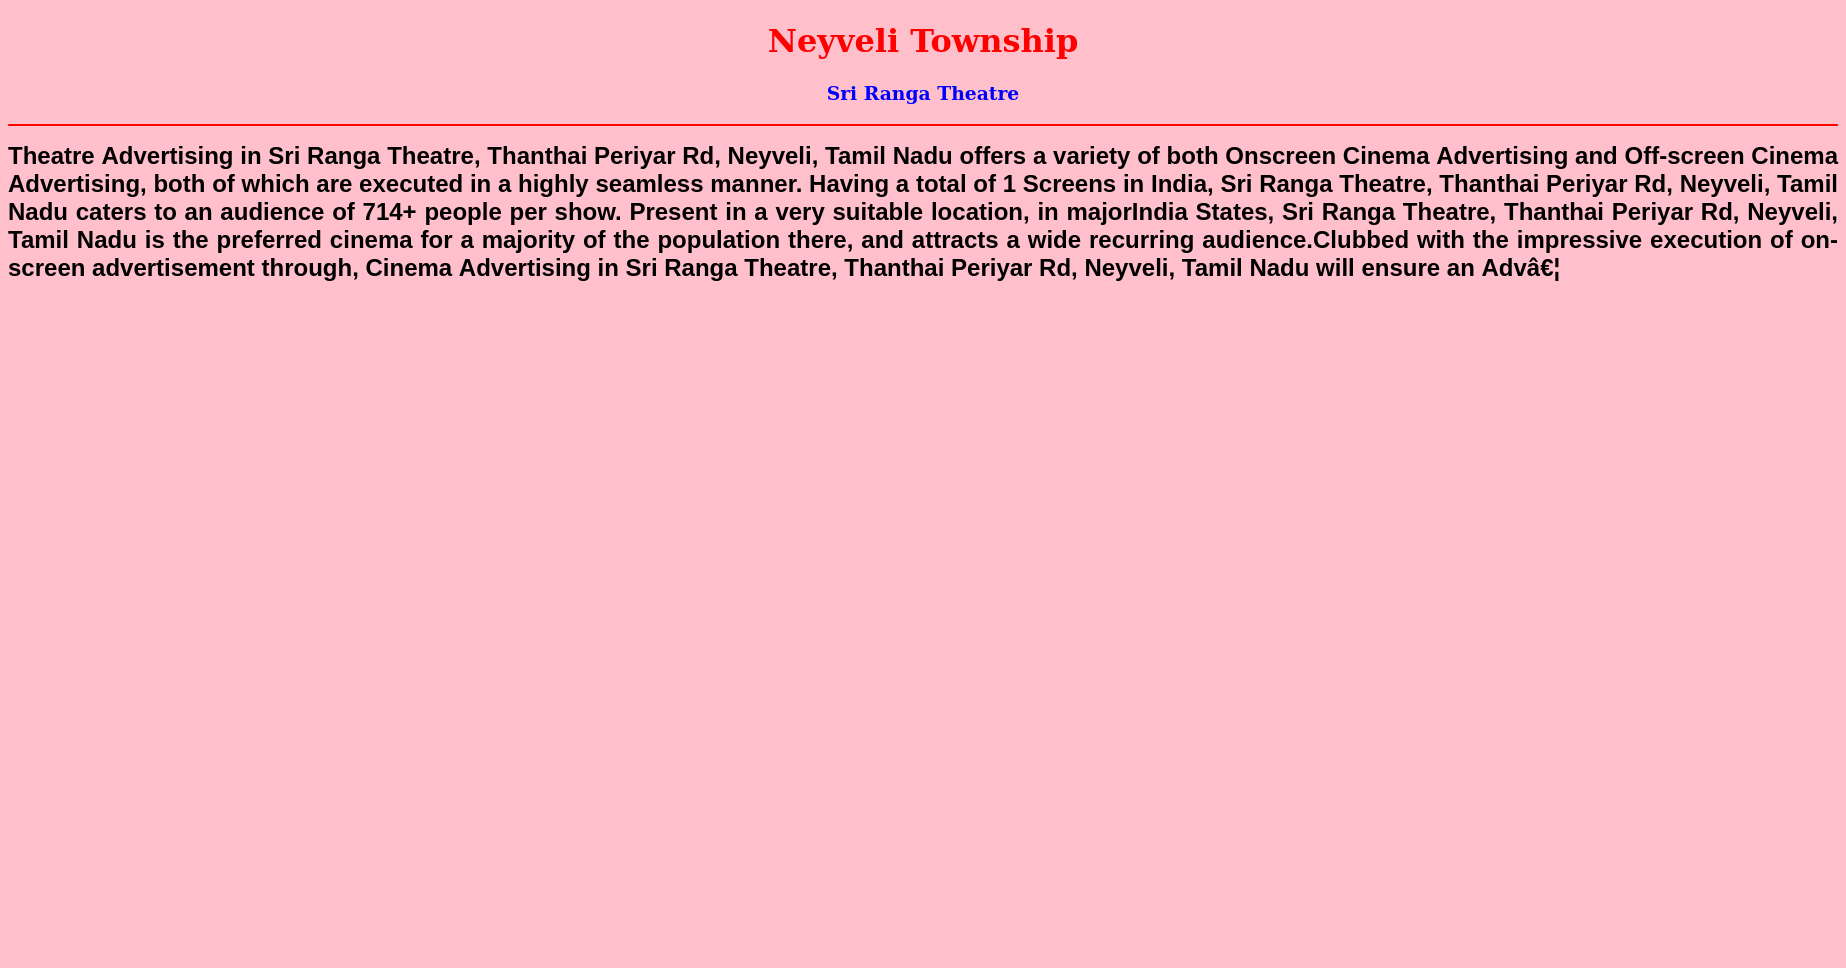 Neyveli Township
Sri Ranga Theatre
Theatre Advertising in Sri Ranga Theatre, Thanthai Periyar Rd, Neyveli, Tamil Nadu offers a variety of both Onscreen Cinema Advertising and Off-screen Cinema
Advertising, both of which are executed in a highly seamless manner. Having a total of 1 Screens in India, Sri Ranga Theatre, Thanthai Periyar Rd, Neyveli, Tamil
Nadu caters to an audience of 714+ people per show. Present in a very suitable location, in majorIndia States, Sri Ranga Theatre, Thanthai Periyar Rd, Neyveli,
Tamil Nadu is the preferred cinema for a majority of the population there, and attracts a wide recurring audience.Clubbed with the impressive execution of on-
screen advertisement through, Cinema Advertising in Sri Ranga Theatre, Thanthai Periyar Rd, Neyveli, Tamil Nadu will ensure an Advâ€¦